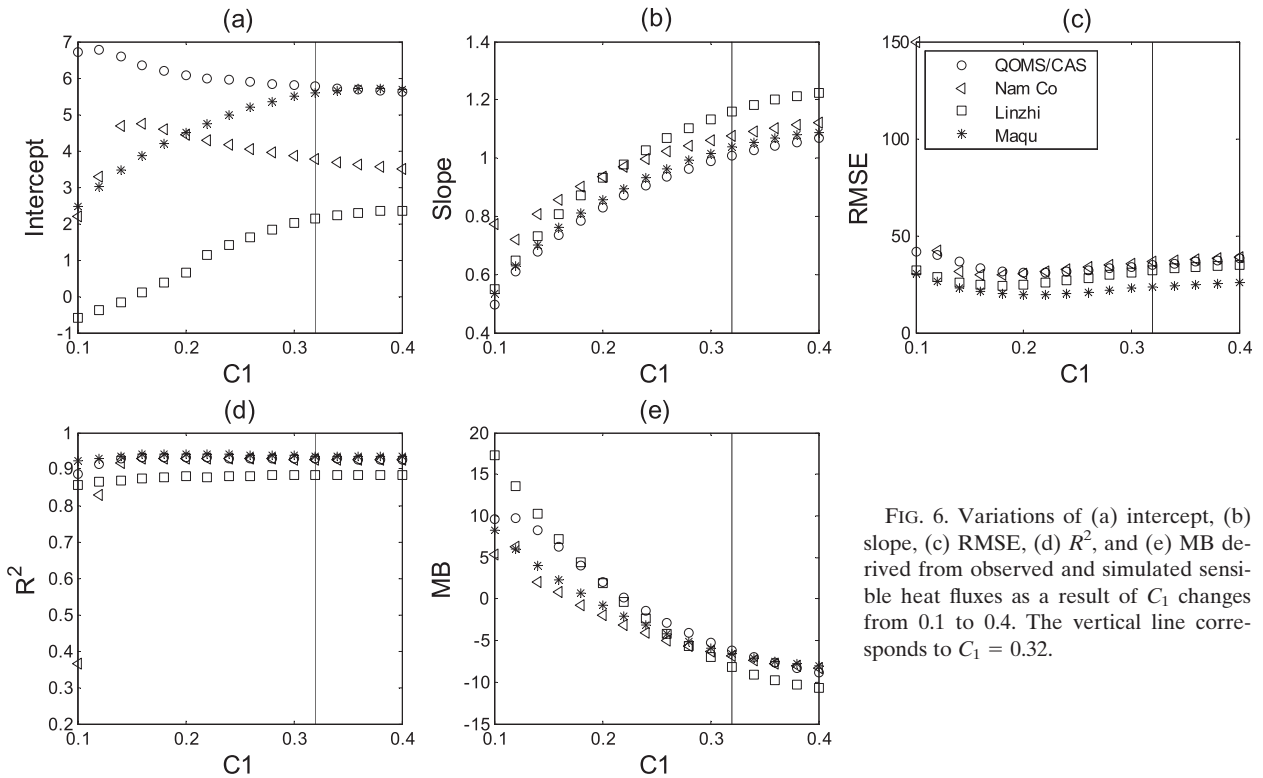 (a)
7
6
5
4
3
2
1
0
-1
Intercept
0.1
0.2
0.3
0.4
C1
(b)
1.4
1.2
1
0.8
0.6
0.4
Slope
0.1
0.2
0.3
0.4
C1
(c)
150
100
50
0
RMSE
QOMS/CAS
Nam Co
Linzhi
Maqu
0.1
0.2
0.3
0.4
C1
(d)
1
0.9
0.8
0.7
0.6
0.5
0.4
0.3
0.2
R²
0.1
0.2
0.3
0.4
C1
(e)
20
15
10
5
0
-5
-10
-15
MB
0.1
0.2
0.3
0.4
C1
FIG. 6. Variations of (a) intercept, (b)
slope, (c) RMSE, (d) R², and (e) MB de-
rived from observed and simulated sensi-
ble heat fluxes as a result of C₁ changes
from 0.1 to 0.4. The vertical line corre-
sponds to C₁ = 0.32.